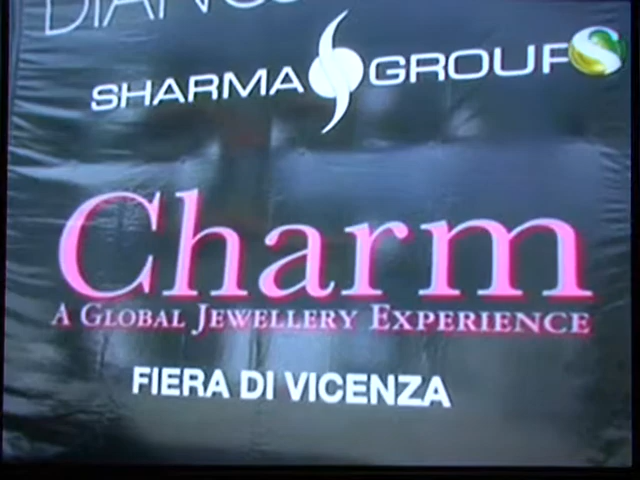 SHARMA GROUP
Charm
A GLOBAL JEWELLERY EXPERIENCE
FIERA DI VICENZA